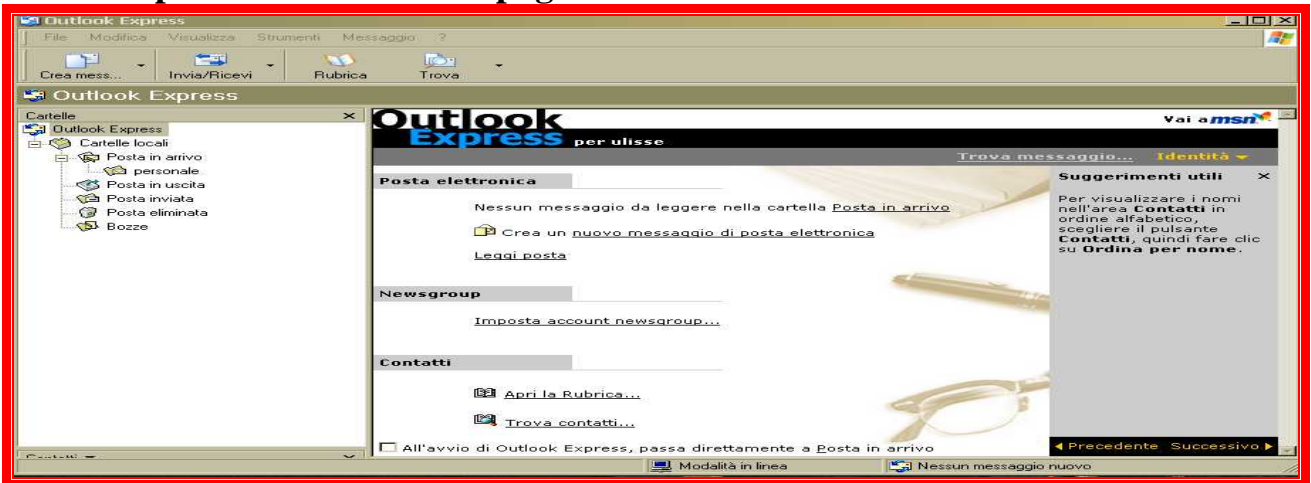 Outlook Express
File Modifica Visualizza Strumenti Messaggio ?
Crea mess... Invia/Ricevi Rubrica Trova
Outlook Express
Cartelle
Outlook Express
Cartelle locali
Posta in arrivo
personale
Posta in uscita
Posta inviata
Posta eliminata
Bozze
Outlook
Express per ulisse
Vai a msn
Trova messaggio... Identità
Posta elettronica
Nessun messaggio da leggere nella cartella Posta in arrivo
Crea un nuovo messaggio di posta elettronica
Leggi posta
Newsgroup
Imposta account newsgroup...
Contatti
Apri la Rubrica...
Trova contatti...
All'avvio di Outlook Express, passa direttamente a Posta in arrivo
Suggerimenti utili
Per visualizzare i nomi
nell'area Contatti in
ordine alfabetico,
scegliere il pulsante
Contatti, quindi fare clic
su Ordina per nome.
Precedente Successivo
Modalità in linea Nessun messaggio nuovo